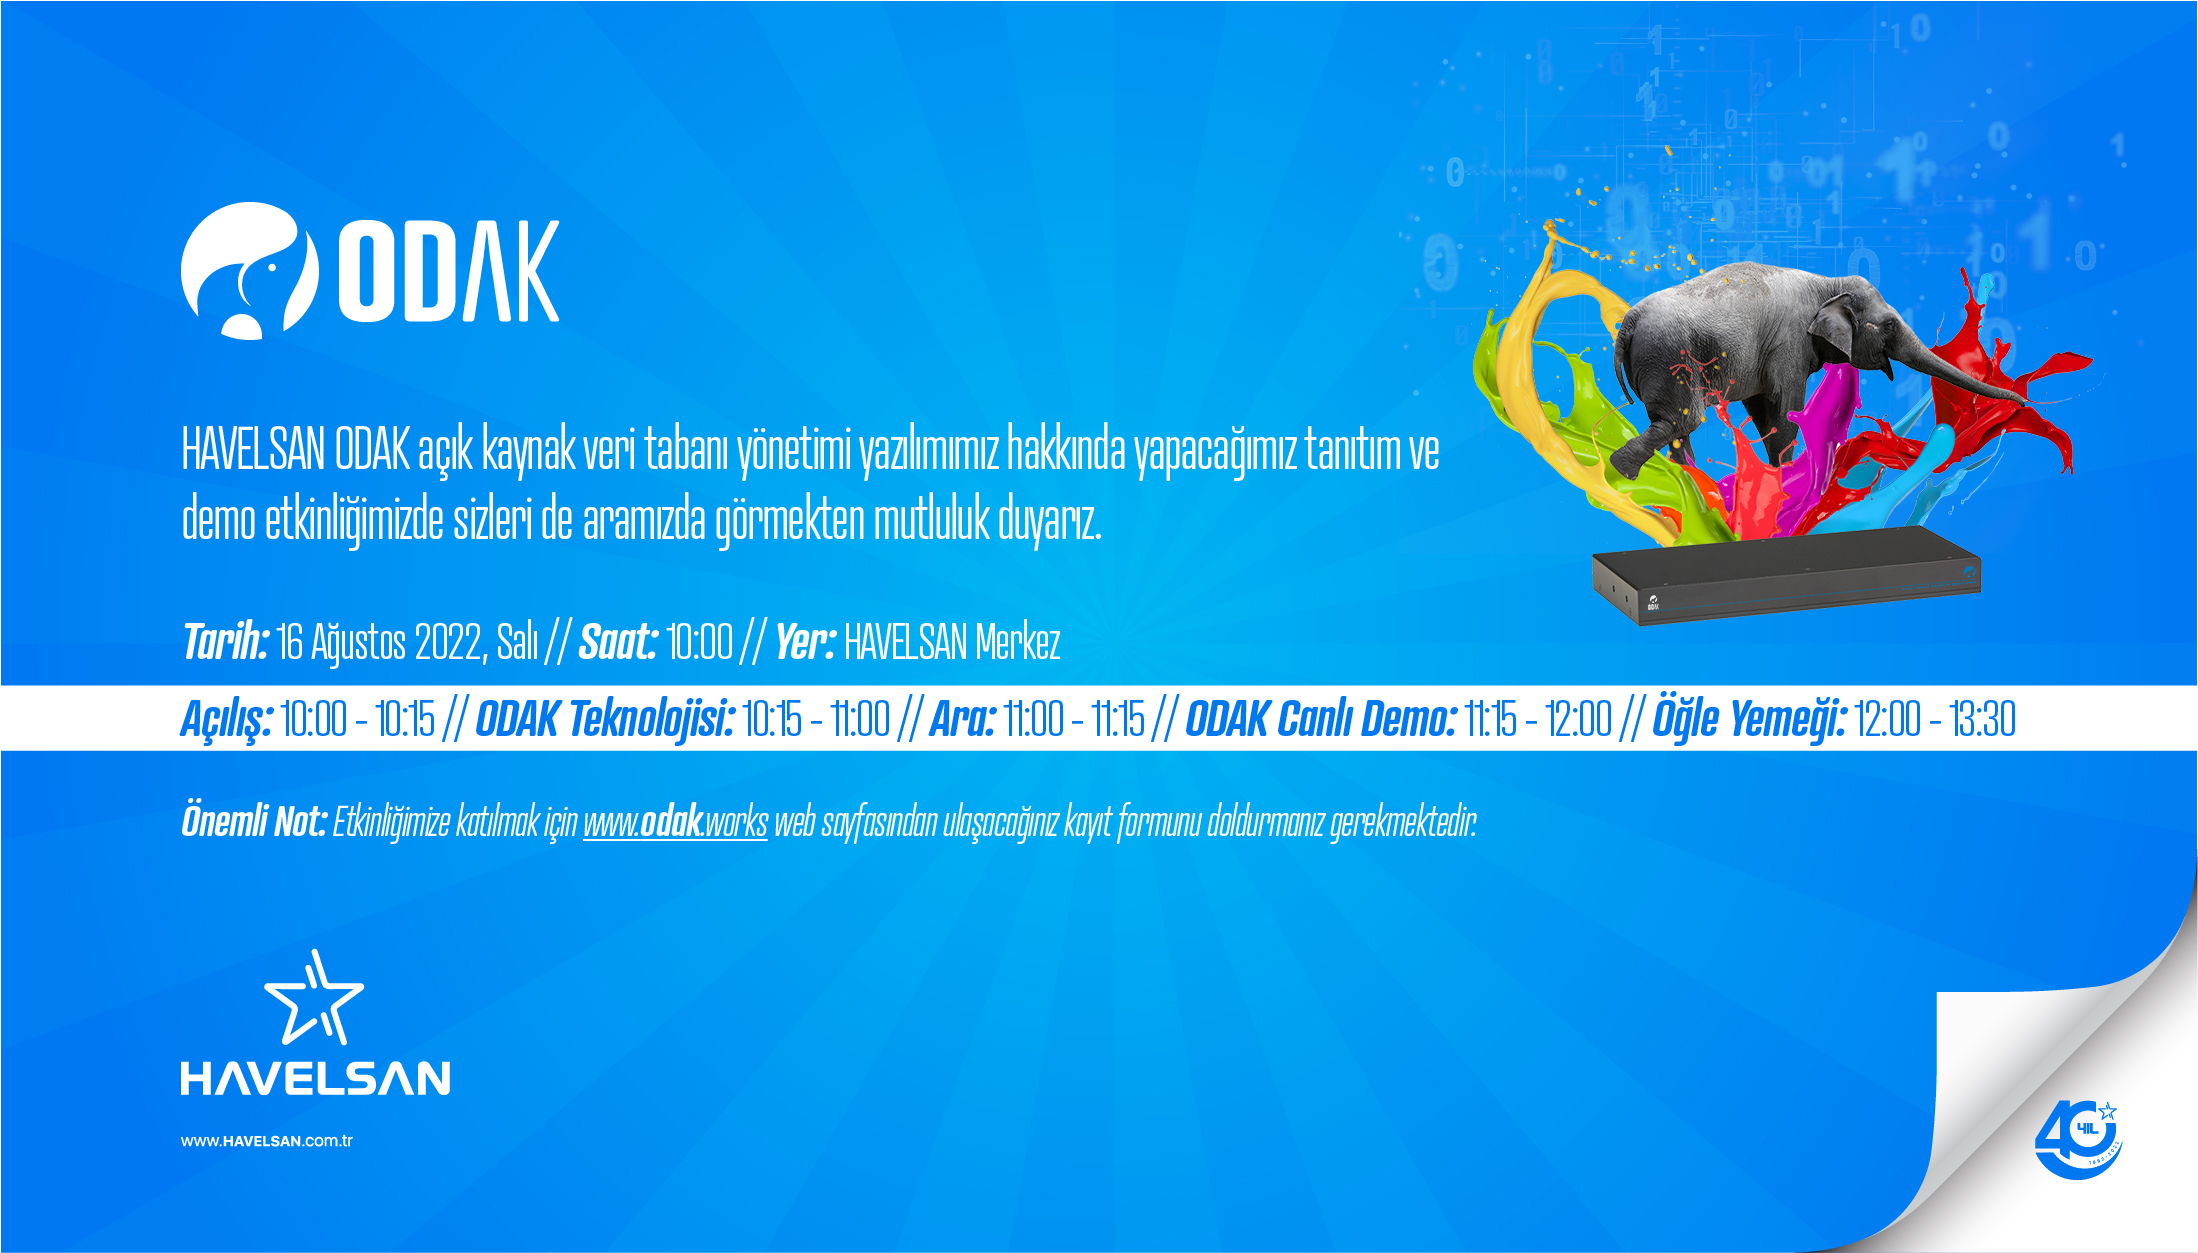 ODAK
HAVELSAN ODAK açık kaynak veri tabanı yönetimi yazılımımız hakkında yapacağımız tanıtım ve
demo etkinliğimizde sizleri de aramızda görmekten mutluluk duyarız.
Tarih: 16 Ağustos 2022, Salı // Saat: 10:00 // Yer: HAVELSAN Merkez
Açılış: 10:00 - 10:15 // ODAK Teknolojisi: 10:15 - 11:00 // Ara: 11:00 - 11:15 // ODAK Canlı Demo: 11:15 - 12:00 // Öğle Yemeği: 12:00 - 13:30
Önemli Not: Etkinliğimize katılmak için www.odak.works web sayfasından ulaşacağınız kayıt formunu doldurmanız gerekmektedir.
HAVELSAN
www.HAVELSAN.com.tr
ODAK
40
YIL